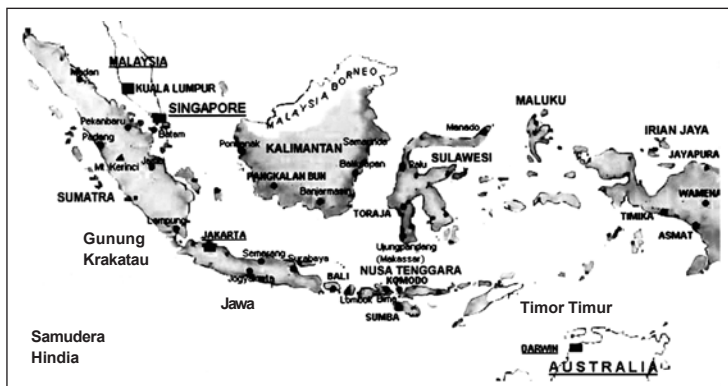 MALAYSIA
Medan
KUALA LUMPUR
SINGAPORE
MALAYSIA BORNEO
Pekanbaru
Batam
Padang
Mt. Kerinci
Jambi
SUMATRA
Lampung
Pontianak
KALIMANTAN
Samarinda
Balikpapan
PANGKALAN BUN
Banjarmasin
Manado
Palu
SULAWESI
TORAJA
Ujungpandang
(Makassar)
MALUKU
IRIAN JAYA
JAYAPURA
WAMENA
TIMIKA
ASMAT
Gunung
Krakatau
JAKARTA
Semarang
Surabaya
Jogyakarta
Jawa
BALI
Lombok
NUSA TENGGARA
KOMODO
Bima
SUMBA
Timor Timur
Samudera
Hindia
DARWIN
AUSTRALIA